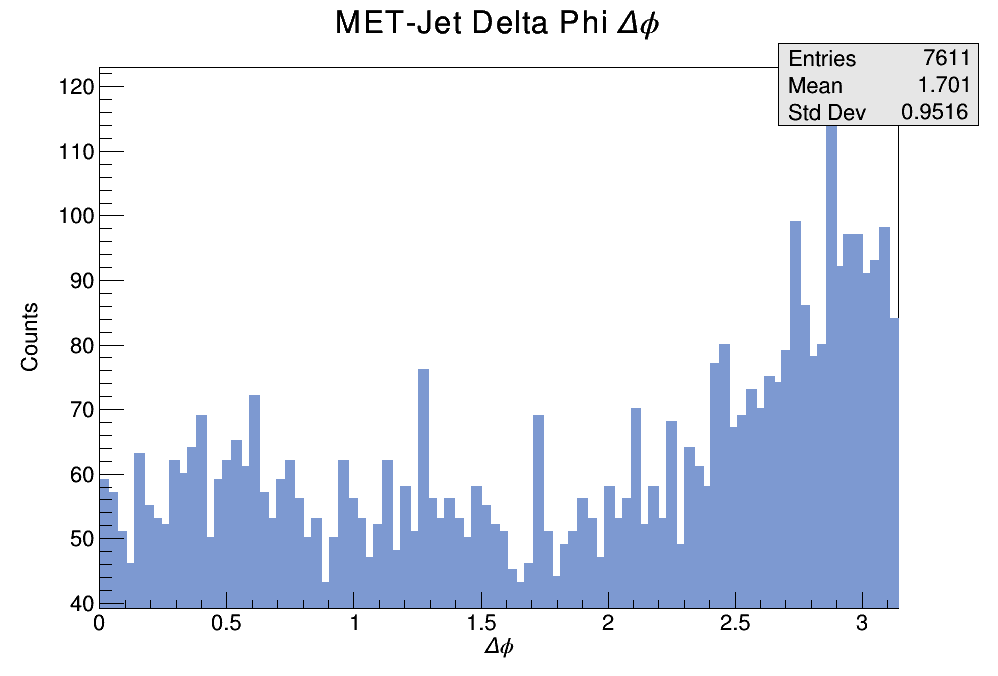 MET-Jet Delta Phi Δϕ
Entries 7611
Mean 1.701
Std Dev 0.9516
120
110
100
90
80
70
60
50
40
Counts
0 0.5 1 1.5 2 2.5 3
Δϕ